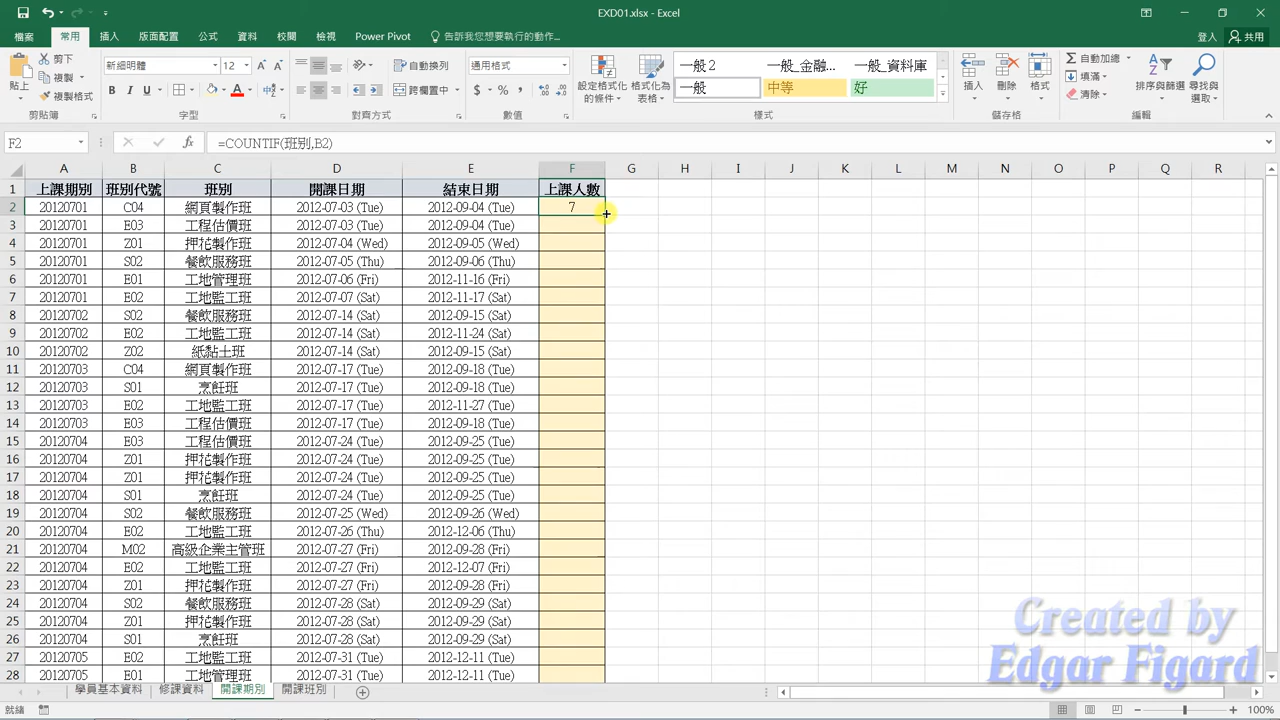 EXD01.xlsx - Excel
檔案 常用 插入 版面配置 公式 資料 校閱 檢視 Power Pivot 告訴我您想要執行的動作... 登入 共用
貼上 剪下 複製 複製格式 剪貼簿
新細明體 12 字型
自動換列 跨欄置中 對齊方式
通用格式 數值
設定格式化的條件 格式化為表格 一般 2 一般_金融... 一般_資料庫 一般 中等 好 樣式
插入 刪除 格式 儲存格
自動加總 填滿 清除 排序與篩選 尋找與選取 編輯
F2 =COUNTIF(班別,B2)
A B C D E F G H I J K L M N O P Q R
1 上課期別 班別代號 班別 開課日期 結束日期 上課人數
2 20120701 C04 網頁製作班 2012-07-03 (Tue) 2012-09-04 (Tue) 7
3 20120701 E03 工程估價班 2012-07-03 (Tue) 2012-09-04 (Tue)
4 20120701 Z01 押花製作班 2012-07-04 (Wed) 2012-09-05 (Wed)
5 20120701 S02 餐飲服務班 2012-07-05 (Thu) 2012-09-06 (Thu)
6 20120701 E01 工地管理班 2012-07-06 (Fri) 2012-11-16 (Fri)
7 20120701 E02 工地監工班 2012-07-07 (Sat) 2012-11-17 (Sat)
8 20120702 S02 餐飲服務班 2012-07-14 (Sat) 2012-09-15 (Sat)
9 20120702 E02 工地監工班 2012-07-14 (Sat) 2012-11-24 (Sat)
10 20120702 Z02 紙黏土班 2012-07-14 (Sat) 2012-09-15 (Sat)
11 20120703 C04 網頁製作班 2012-07-17 (Tue) 2012-09-18 (Tue)
12 20120703 S01 烹飪班 2012-07-17 (Tue) 2012-09-18 (Tue)
13 20120703 E02 工地監工班 2012-07-17 (Tue) 2012-11-27 (Tue)
14 20120703 E03 工程估價班 2012-07-17 (Tue) 2012-09-18 (Tue)
15 20120704 E03 工程估價班 2012-07-24 (Tue) 2012-09-25 (Tue)
16 20120704 Z01 押花製作班 2012-07-24 (Tue) 2012-09-25 (Tue)
17 20120704 Z01 押花製作班 2012-07-24 (Tue) 2012-09-25 (Tue)
18 20120704 S01 烹飪班 2012-07-24 (Tue) 2012-09-25 (Tue)
19 20120704 S02 餐飲服務班 2012-07-25 (Wed) 2012-09-26 (Wed)
20 20120704 E02 工地監工班 2012-07-26 (Thu) 2012-12-06 (Thu)
21 20120704 M02 高級企業主管班 2012-07-27 (Fri) 2012-09-28 (Fri)
22 20120704 E02 工地監工班 2012-07-27 (Fri) 2012-12-07 (Fri)
23 20120704 Z01 押花製作班 2012-07-27 (Fri) 2012-09-28 (Fri)
24 20120704 S02 餐飲服務班 2012-07-28 (Sat) 2012-09-29 (Sat)
25 20120704 Z01 押花製作班 2012-07-28 (Sat) 2012-09-29 (Sat)
26 20120704 S01 烹飪班 2012-07-28 (Sat) 2012-09-29 (Sat)
27 20120705 E02 工地監工班 2012-07-31 (Tue) 2012-12-11 (Tue)
28 20120705 E01 工地管理班 2012-07-31 (Tue) 2012-12-11 (Tue)
Created by
Edgar Figard
學員基本資料 修課資料 開課期別 開課班別
就緒 100%